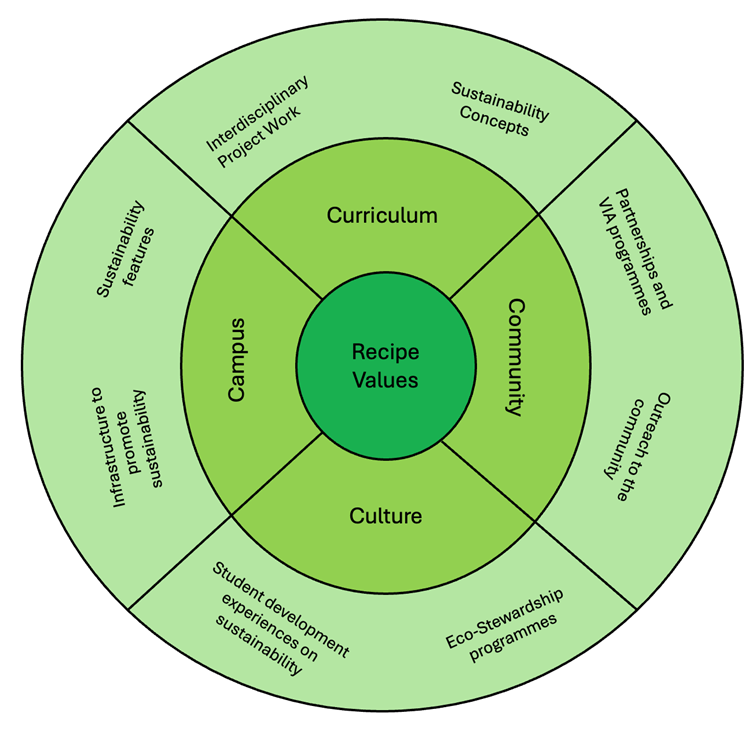 Interdisciplinary
Project Work
Sustainability
Concepts
Curriculum
Sustainability
features
Infrastructure to
promote
sustainability
Campus
Recipe
Values
Community
Partnerships and
VIA programmes
Outreach to the
community
Culture
Student development
experiences on
sustainability
Eco-Stewardship
programmes